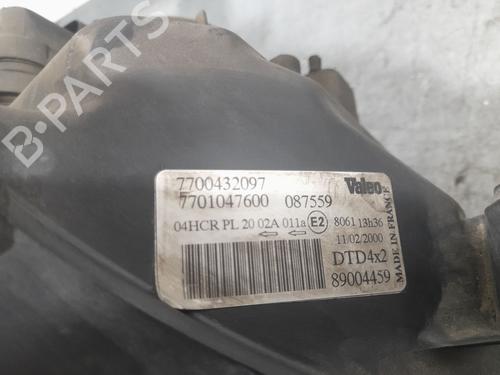 B-PARTS
7700432097
Valeo
7701047600 087559
04HCR PL 20 02A 011a E2 8061 13h36
11/02/2000
DTD4x2
89004459
MADE IN FRANCE